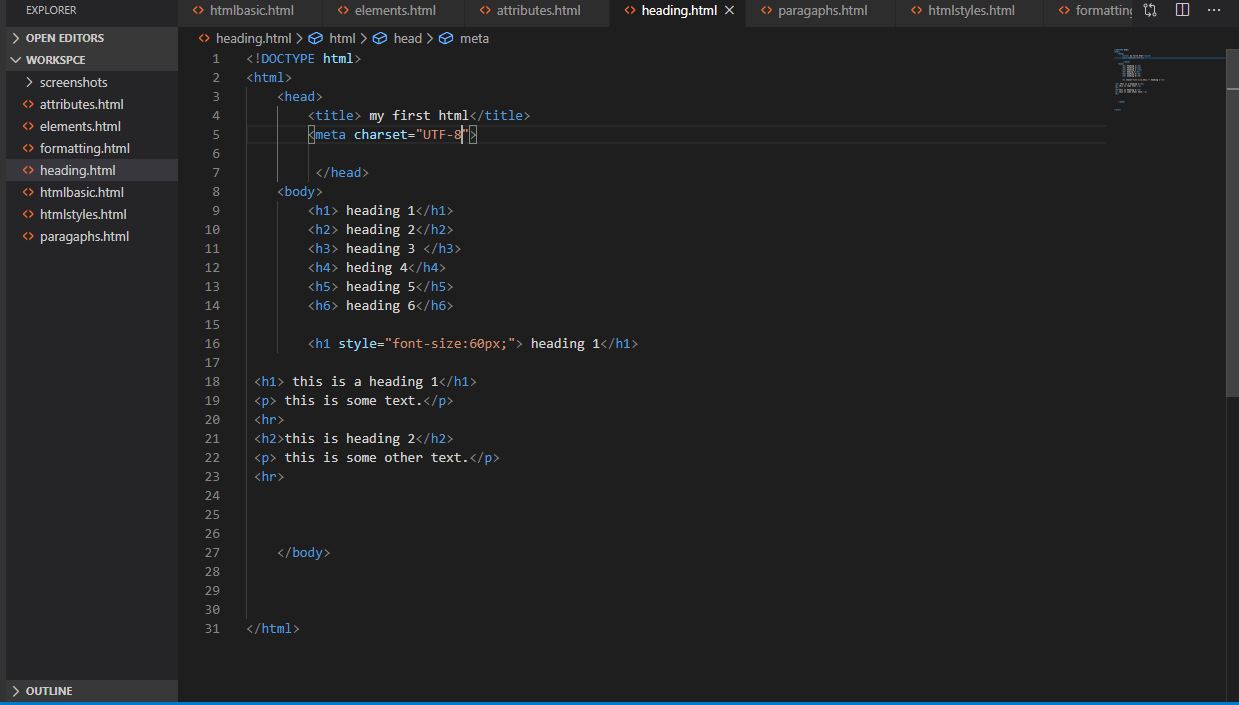 EXPLORER
htmlbasic.html
elements.html
attributes.html
heading.html
paragaphs.html
htmlstyles.html
formatting
OPEN EDITORS
WORKSPCE
screenshots
attributes.html
elements.html
formatting.html
heading.html
htmlbasic.html
htmlstyles.html
paragaphs.html
OUTLINE
heading.html > html > head > meta
1 <!DOCTYPE html>
2 <html>
3 <head>
4 <title> my first html</title>
5 <meta charset="UTF-8">
6
7 </head>
8 <body>
9 <h1> heading 1</h1>
10 <h2> heading 2</h2>
11 <h3> heading 3 </h3>
12 <h4> heding 4</h4>
13 <h5> heading 5</h5>
14 <h6> heading 6</h6>
15
16 <h1 style="font-size:60px;"> heading 1</h1>
17
18 <h1> this is a heading 1</h1>
19 <p> this is some text.</p>
20 <hr>
21 <h2>this is heading 2</h2>
22 <p> this is some other text.</p>
23 <hr>
24
25
26
27 </body>
28
29
30
31 </html>